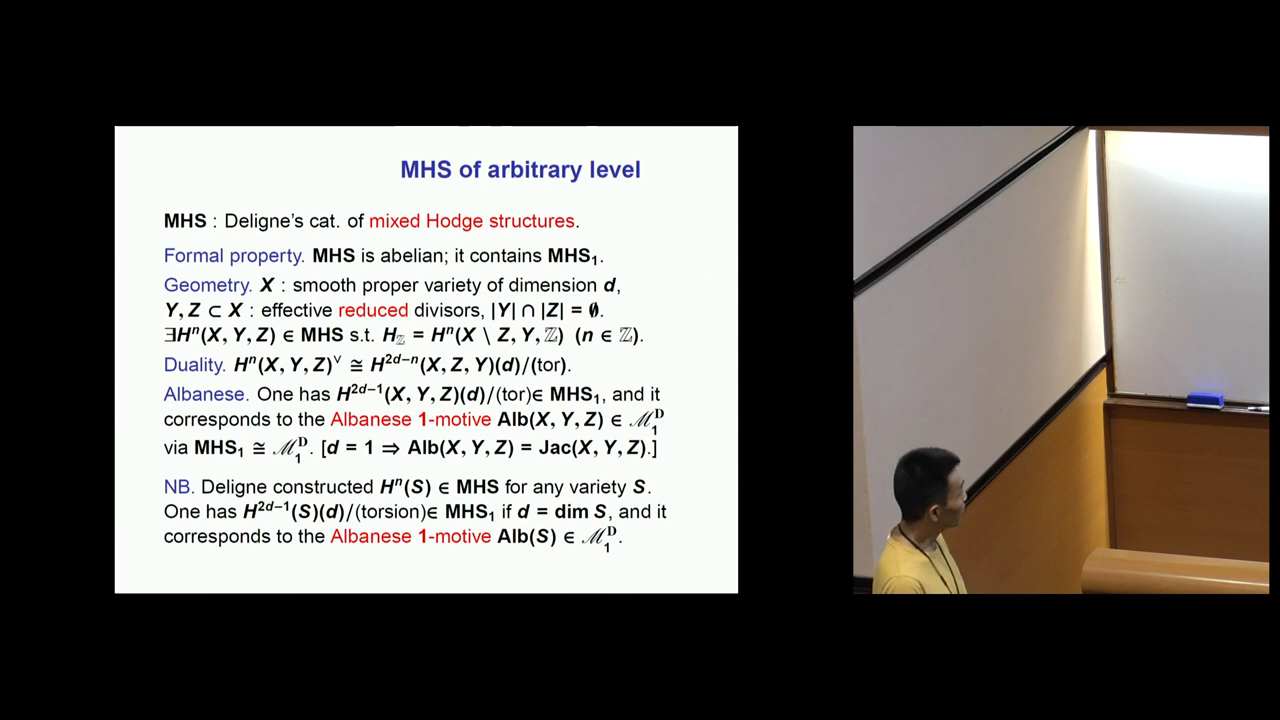 MHS of arbitrary level
MHS : Deligne's cat. of mixed Hodge structures.
Formal property. MHS is abelian; it contains MHS₁.
Geometry. X : smooth proper variety of dimension d,
Y, Z ⊂ X : effective reduced divisors, |Y| ∩ |Z| = ∅.
∃Hⁿ(X, Y, Z) ∈ MHS s.t. H_ℤ = Hⁿ(X \ Z, Y, ℤ) (n ∈ ℤ).
Duality. Hⁿ(X, Y, Z)^∨ ≅ H^{2d−n}(X, Z, Y)(d)/(tor).
Albanese. One has H^{2d−1}(X, Y, Z)(d)/(tor)∈ MHS₁, and it
corresponds to the Albanese 1-motive Alb(X, Y, Z) ∈ ℳ₁ᴰ
via MHS₁ ≅ ℳ₁ᴰ. [d = 1 ⇒ Alb(X, Y, Z) = Jac(X, Y, Z).]
NB. Deligne constructed Hⁿ(S) ∈ MHS for any variety S.
One has H^{2d−1}(S)(d)/(torsion)∈ MHS₁ if d = dim S, and it
corresponds to the Albanese 1-motive Alb(S) ∈ ℳ₁ᴰ.